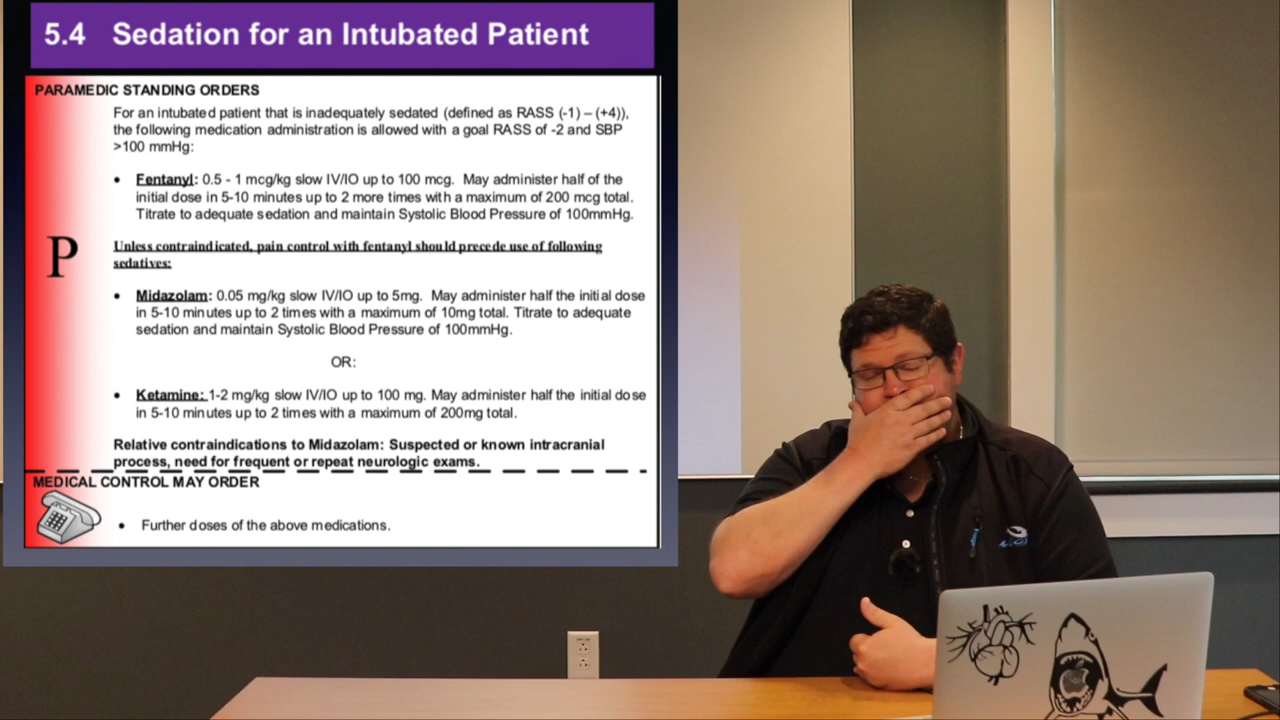 5.4 Sedation for an Intubated Patient
PARAMEDIC STANDING ORDERS
For an intubated patient that is inadequately sedated (defined as RASS (-1) – (+4)),
the following medication administration is allowed with a goal RASS of -2 and SBP
>100 mmHg:
• Fentanyl: 0.5 - 1 mcg/kg slow IV/IO up to 100 mcg. May administer half of the
initial dose in 5-10 minutes up to 2 more times with a maximum of 200 mcg total.
Titrate to adequate sedation and maintain Systolic Blood Pressure of 100mmHg.
P
Unless contraindicated, pain control with fentanyl should precede use of following
sedatives:
• Midazolam: 0.05 mg/kg slow IV/IO up to 5mg. May administer half the initial dose
in 5-10 minutes up to 2 times with a maximum of 10mg total. Titrate to adequate
sedation and maintain Systolic Blood Pressure of 100mmHg.
OR:
• Ketamine: 1-2 mg/kg slow IV/IO up to 100 mg. May administer half the initial dose
in 5-10 minutes up to 2 times with a maximum of 200mg total.
Relative contraindications to Midazolam: Suspected or known intracranial
process, need for frequent or repeat neurologic exams.
MEDICAL CONTROL MAY ORDER
• Further doses of the above medications.